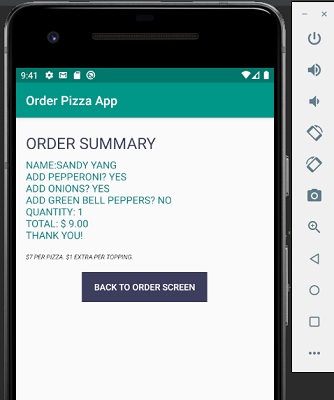 9:41
Order Pizza App
ORDER SUMMARY
NAME:SANDY YANG
ADD PEPPERONI? YES
ADD ONIONS? YES
ADD GREEN BELL PEPPERS? NO
QUANTITY: 1
TOTAL: $ 9.00
THANK YOU!
$7 PER PIZZA. $1 EXTRA PER TOPPING.
BACK TO ORDER SCREEN